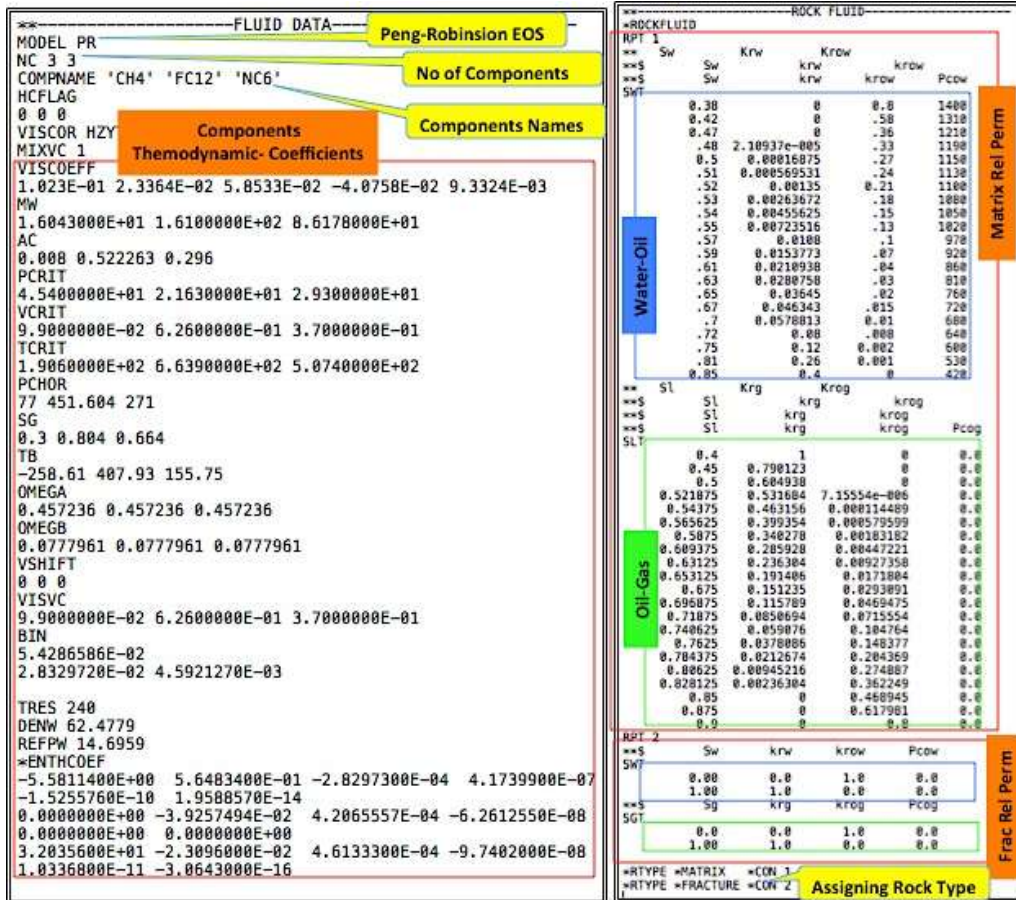 **---FLUID DATA---
MODEL PR
Peng-Robinsion EOS
NC 3 3
No of Components
COMPNAME 'CH4' 'FC12' 'NC6'
Components Names
HCFLAG
0 0 0
VISCOR HZY
MIXVC 1
Components
Themodynamic- Coefficients
VISCOEFF
1.023E-01 2.3364E-02 5.8533E-02 -4.0758E-02 9.3324E-03
MW
1.6043000E+01 1.6100000E+02 8.6178000E+01
AC
0.008 0.522263 0.296
PCRIT
4.5400000E+01 2.1630000E+01 2.9300000E+01
VCRIT
9.9000000E-02 6.2600000E-01 3.7000000E-01
TCRIT
1.9060000E+02 6.6390000E+02 5.0740000E+02
PCHOR
77 451.604 271
SG
0.3 0.804 0.664
TB
-258.61 407.93 155.75
OMEGA
0.457236 0.457236 0.457236
OMEGB
0.0777961 0.0777961 0.0777961
VSHIFT
0 0 0
VISVC
9.9000000E-02 6.2600000E-01 3.7000000E-01
BIN
5.4286586E-02
2.8329720E-02 4.5921270E-03
TRES 240
DENW 62.4779
REFPW 14.6959
*ENTHCOEF
-5.5811400E+00 5.6483400E-01 -2.8297300E-04 4.1739900E-07
-1.5255760E-10 1.9588570E-14
0.0000000E+00 -3.9257494E-02 4.2065557E-04 -6.2612550E-08
0.0000000E+00 0.0000000E+00
3.2035600E+01 -2.3096000E-02 4.6133300E-04 -9.7402000E-08
1.0336800E-11 -3.0643000E-16
**---ROCK FLUID---
*ROCKFLUID
RPT 1
** Sw Krw Krow
**$ Sw krw krow
**$ Sw krw krow Pcow
SWT
0.38 0 0.8 1400
0.42 0 .58 1310
0.47 0 .36 1210
.48 2.10937e-005 .33 1190
0.5 0.00016875 .27 1150
.51 0.000569531 .24 1130
.52 0.00135 0.21 1100
.53 0.00263672 .18 1080
.54 0.00455625 .15 1050
.55 0.00723516 .13 1020
.57 0.0108 .1 970
.59 0.0153773 .07 920
.61 0.0210938 .04 860
.63 0.0280758 .03 810
.65 0.03645 .02 760
.67 0.046343 .015 720
.7 0.0578813 0.01 680
.72 0.08 .008 640
.75 0.12 0.002 600
.81 0.26 0.001 530
0.85 0.4 0 420
Water-Oil
Matrix Rel Perm
** Sl Krg Krog
**$ Sl krg krog
**$ Sl krg krog
**$ Sl krg krog Pcog
SLT
0.4 1 0 0.0
0.45 0.790123 0 0.0
0.5 0.604938 0 0.0
0.521875 0.531684 7.15554e-006 0.0
0.54375 0.463156 0.000114489 0.0
0.565625 0.399354 0.000579599 0.0
0.5875 0.340278 0.00183182 0.0
0.609375 0.285928 0.00447221 0.0
0.63125 0.236304 0.00927358 0.0
0.653125 0.191406 0.0171804 0.0
0.675 0.151235 0.0293091 0.0
0.696875 0.115789 0.0469475 0.0
0.71875 0.0850694 0.0715554 0.0
0.740625 0.059076 0.104764 0.0
0.7625 0.0378086 0.148377 0.0
0.784375 0.0212674 0.204369 0.0
0.80625 0.00945216 0.274887 0.0
0.828125 0.00236304 0.362249 0.0
0.85 0 0.468945 0.0
0.875 0 0.617981 0.0
0.9 0 0.8 0.0
Oil-Gas
RPT 2
**$ Sw krw krow Pcow
SWT
0.00 0.0 1.0 0.0
1.00 1.0 0.0 0.0
**$ Sg krg krog Pcog
SGT
0.0 0.0 1.0 0.0
1.00 1.0 0.0 0.0
Frac Rel Perm
*RTYPE *MATRIX *CON 1
*RTYPE *FRACTURE *CON 2
Assigning Rock Type